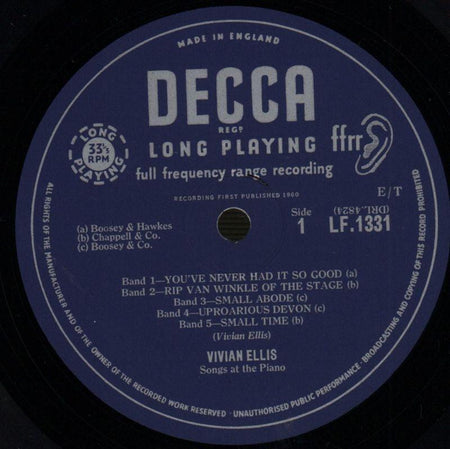 MADE IN ENGLAND
DECCA
REGD
LONG PLAYING
ffrr
full frequency range recording
LONG PLAYING
33⅓ RPM
RECORDING FIRST PUBLISHED 1960
E/T
(DRL.4824)
(a) Boosey & Hawkes
(b) Chappell & Co.
(c) Boosey & Co.
Side
1
LF.1331
Band 1—YOU'VE NEVER HAD IT SO GOOD (a)
Band 2—RIP VAN WINKLE OF THE STAGE (b)
Band 3—SMALL ABODE (c)
Band 4—UPROARIOUS DEVON (c)
Band 5—SMALL TIME (b)
(Vivian Ellis)
VIVIAN ELLIS
Songs at the Piano
ALL RIGHTS OF THE MANUFACTURER AND OF THE OWNER OF THE RECORDED WORK RESERVED · UNAUTHORISED PUBLIC PERFORMANCE · BROADCASTING AND COPYING OF THIS RECORD PROHIBITED